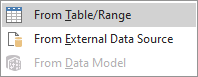 From Table/Range
From External Data Source
From Data Model